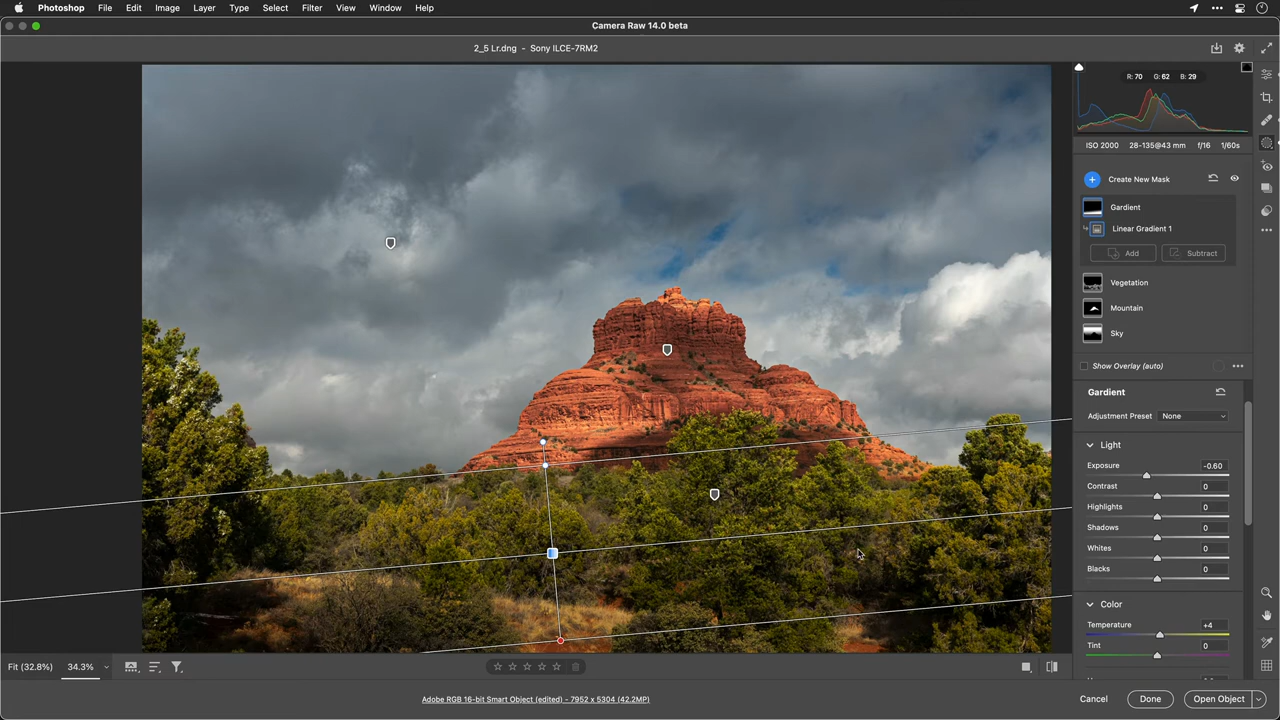 Photoshop File Edit Image Layer Type Select Filter View Window Help
Camera Raw 14.0 beta
2_5 Lr.dng - Sony ILCE-7RM2
R: 70 G: 62 B: 29
ISO 2000 28-135@43 mm f/16 1/60s
Create New Mask
Gardient
Linear Gradient 1
Add Subtract
Vegetation
Mountain
Sky
Show Overlay (auto)
Gardient
Adjustment Preset None
Light
Exposure -0.60
Contrast 0
Highlights 0
Shadows 0
Whites 0
Blacks 0
Color
Temperature +4
Tint 0
Fit (32.8%) 34.3%
Adobe RGB 16-bit Smart Object (edited) - 7952 x 5304 (42.2MP)
Cancel Done Open Object